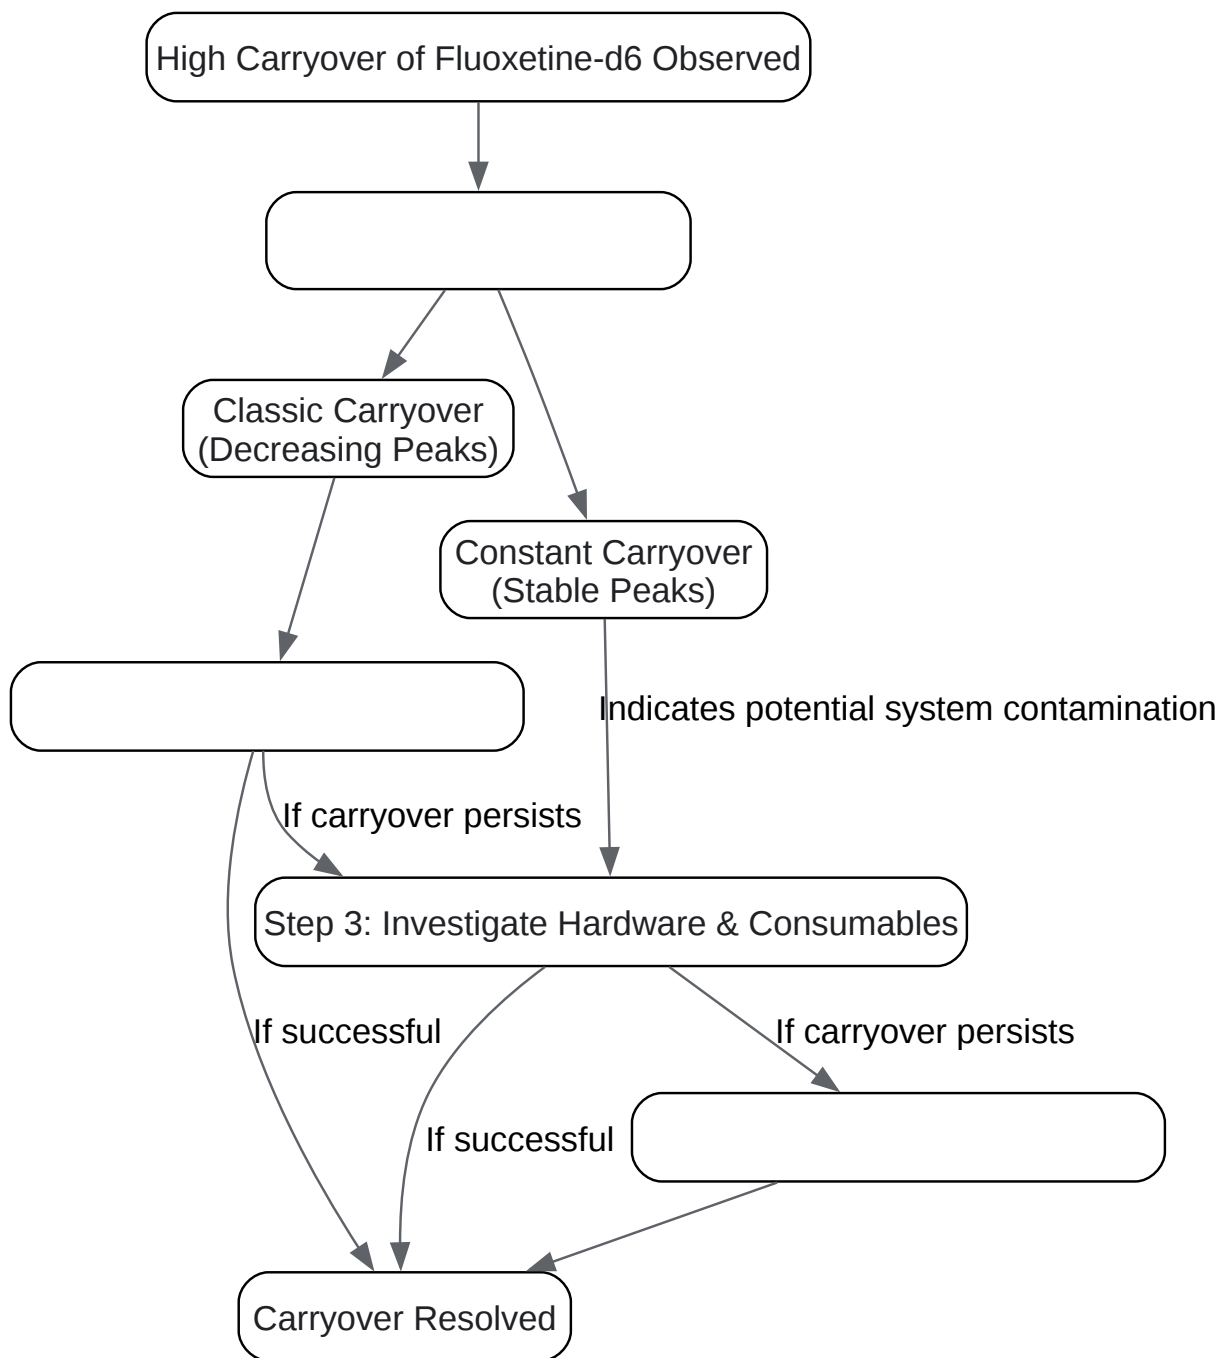 High Carryover of Fluoxetine-d6 Observed
Classic Carryover
(Decreasing Peaks)
Constant Carryover
(Stable Peaks)
Indicates potential system contamination
If carryover persists
Step 3: Investigate Hardware & Consumables
If successful
If carryover persists
If successful
Carryover Resolved